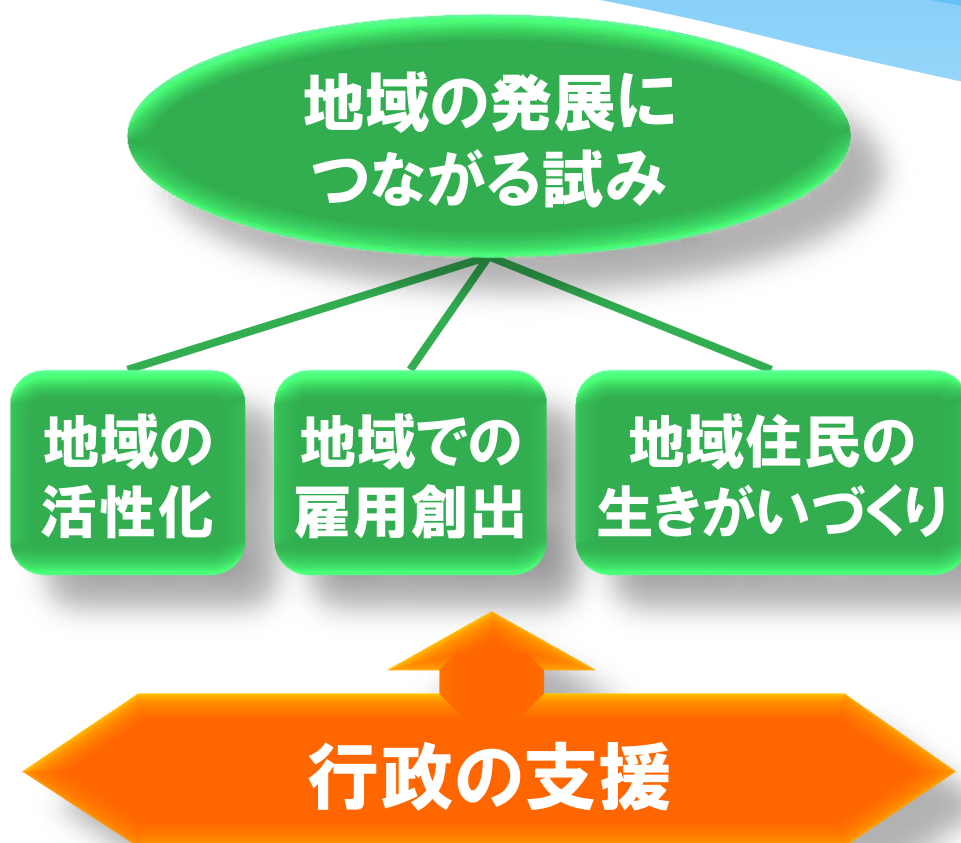 地域の発展に
つながる試み
地域の
活性化
地域での
雇用創出
地域住民の
生きがいづくり
行政の支援